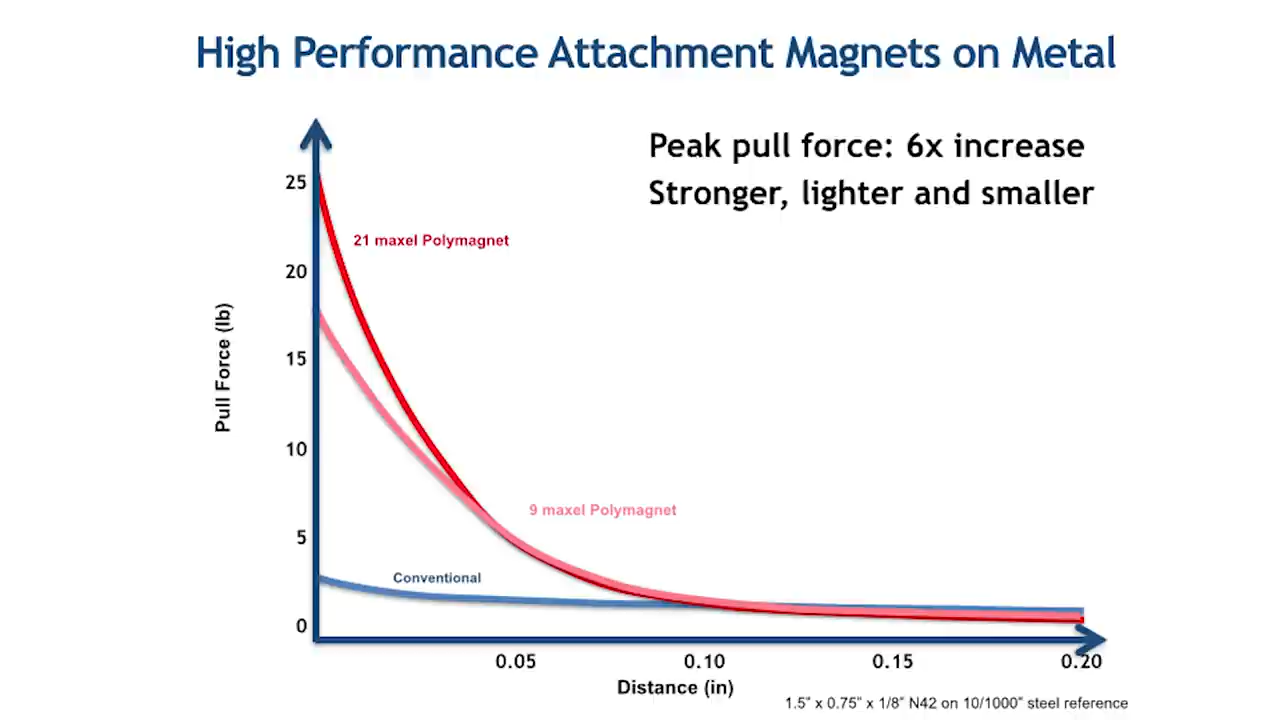 High Performance Attachment Magnets on Metal
Peak pull force: 6x increase
Stronger, lighter and smaller
25
20
15
10
5
0
Pull Force (lb)
21 maxel Polymagnet
9 maxel Polymagnet
Conventional
0.05
0.10
0.15
0.20
Distance (in)
1.5" x 0.75" x 1/8" N42 on 10/1000" steel reference